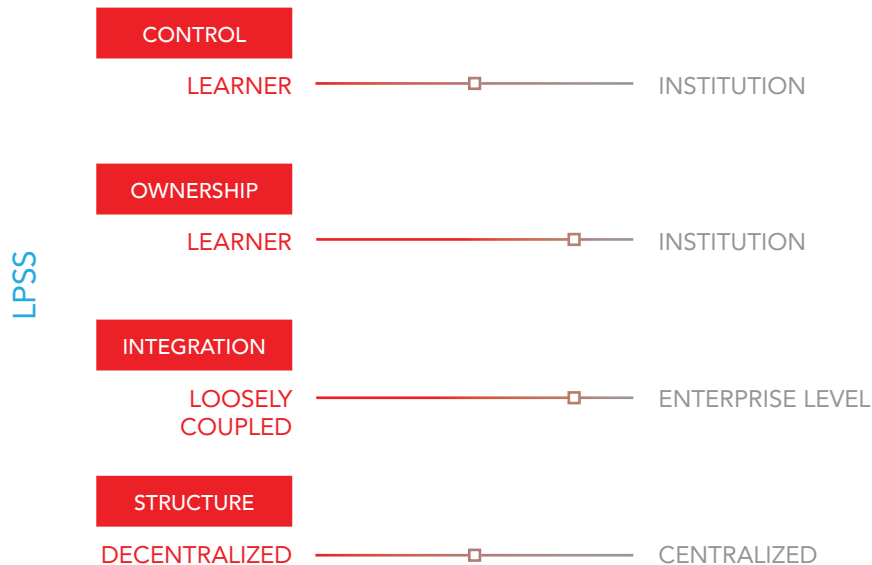 LPSS
CONTROL
LEARNER
INSTITUTION
OWNERSHIP
LEARNER
INSTITUTION
INTEGRATION
LOOSELY
COUPLED
ENTERPRISE LEVEL
STRUCTURE
DECENTRALIZED
CENTRALIZED